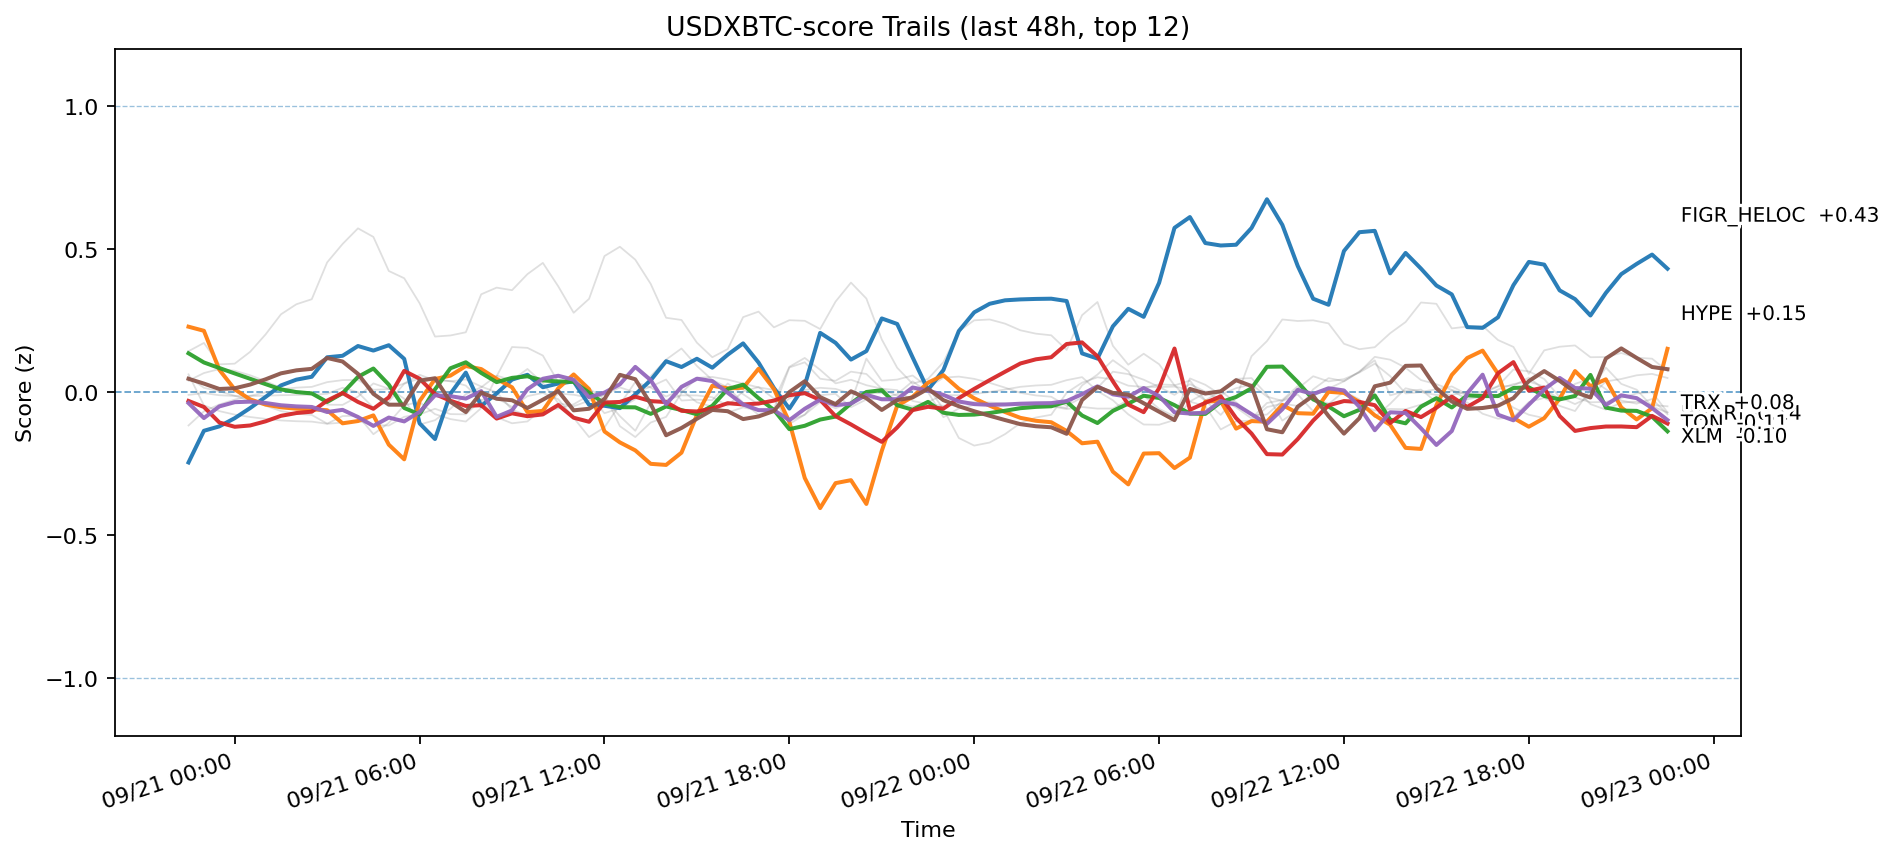 USDXBTC-score Trails (last 48h, top 12)
Score (z)
1.0
0.5
0.0
−0.5
−1.0
FIGR_HELOC +0.43
HYPE +0.15
TRX +0.08
TON -0.11
XLM -0.10
09/21 00:00
09/21 06:00
09/21 12:00
09/21 18:00
09/22 00:00
09/22 06:00
09/22 12:00
09/22 18:00
09/23 00:00
Time